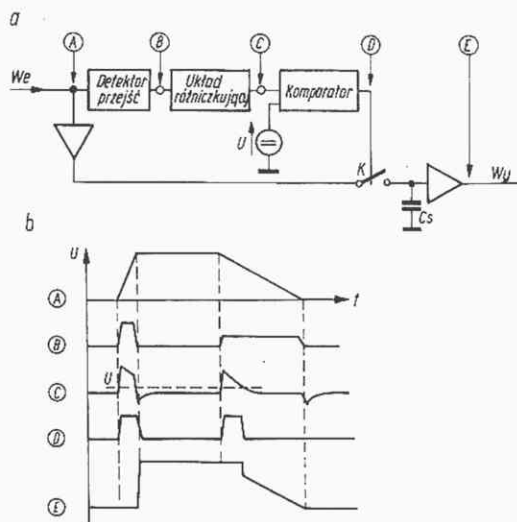 a
A
B
C
D
E
We
Detektor
przejść
Układ
różniczkujący
Komparator
U
K
Wy
Cs
b
U
A
t
B
U
C
D
E